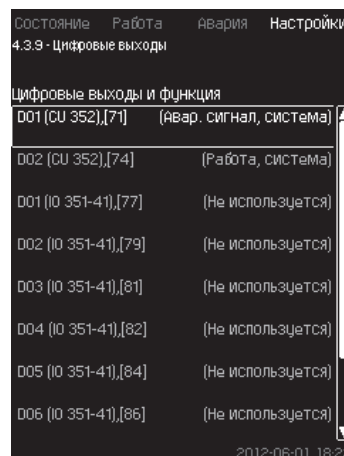 Состояние Работа Авария Настройки
4.3.9 - Цифровые выходы
Цифровые выходы и функция
DO1 (CU 352),[71] (Авар. сигнал, система)
DO2 (CU 352),[74] (Работа, система)
DO1 (IO 351-41),[77] (Не используется)
DO2 (IO 351-41),[79] (Не используется)
DO3 (IO 351-41),[81] (Не используется)
DO4 (IO 351-41),[82] (Не используется)
DO5 (IO 351-41),[84] (Не используется)
DO6 (IO 351-41),[86] (Не используется)
2012-06-01 18:2